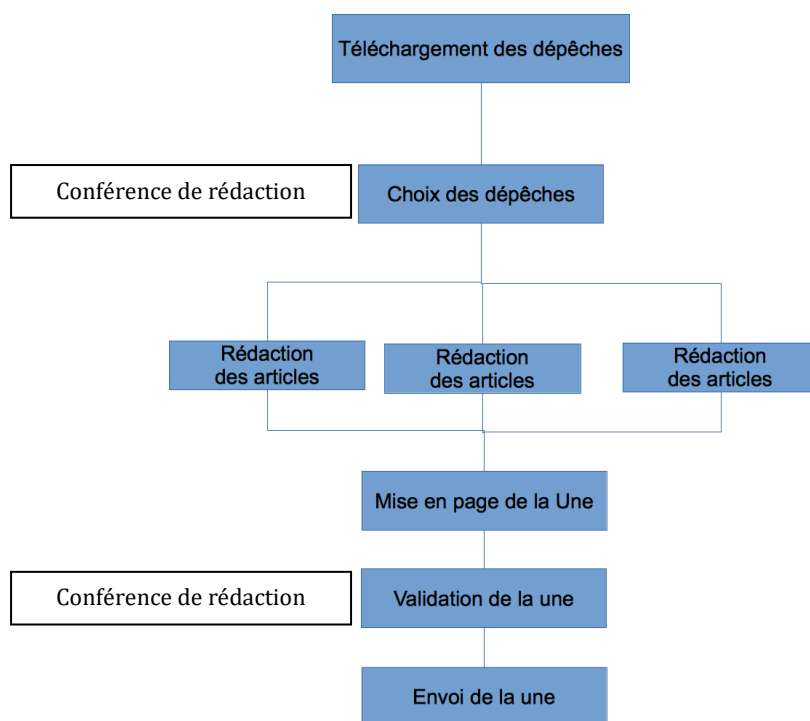 Téléchargement des dépêches
Conférence de rédaction
Choix des dépêches
Rédaction
des articles
Rédaction
des articles
Rédaction
des articles
Mise en page de la Une
Conférence de rédaction
Validation de la une
Envoi de la une